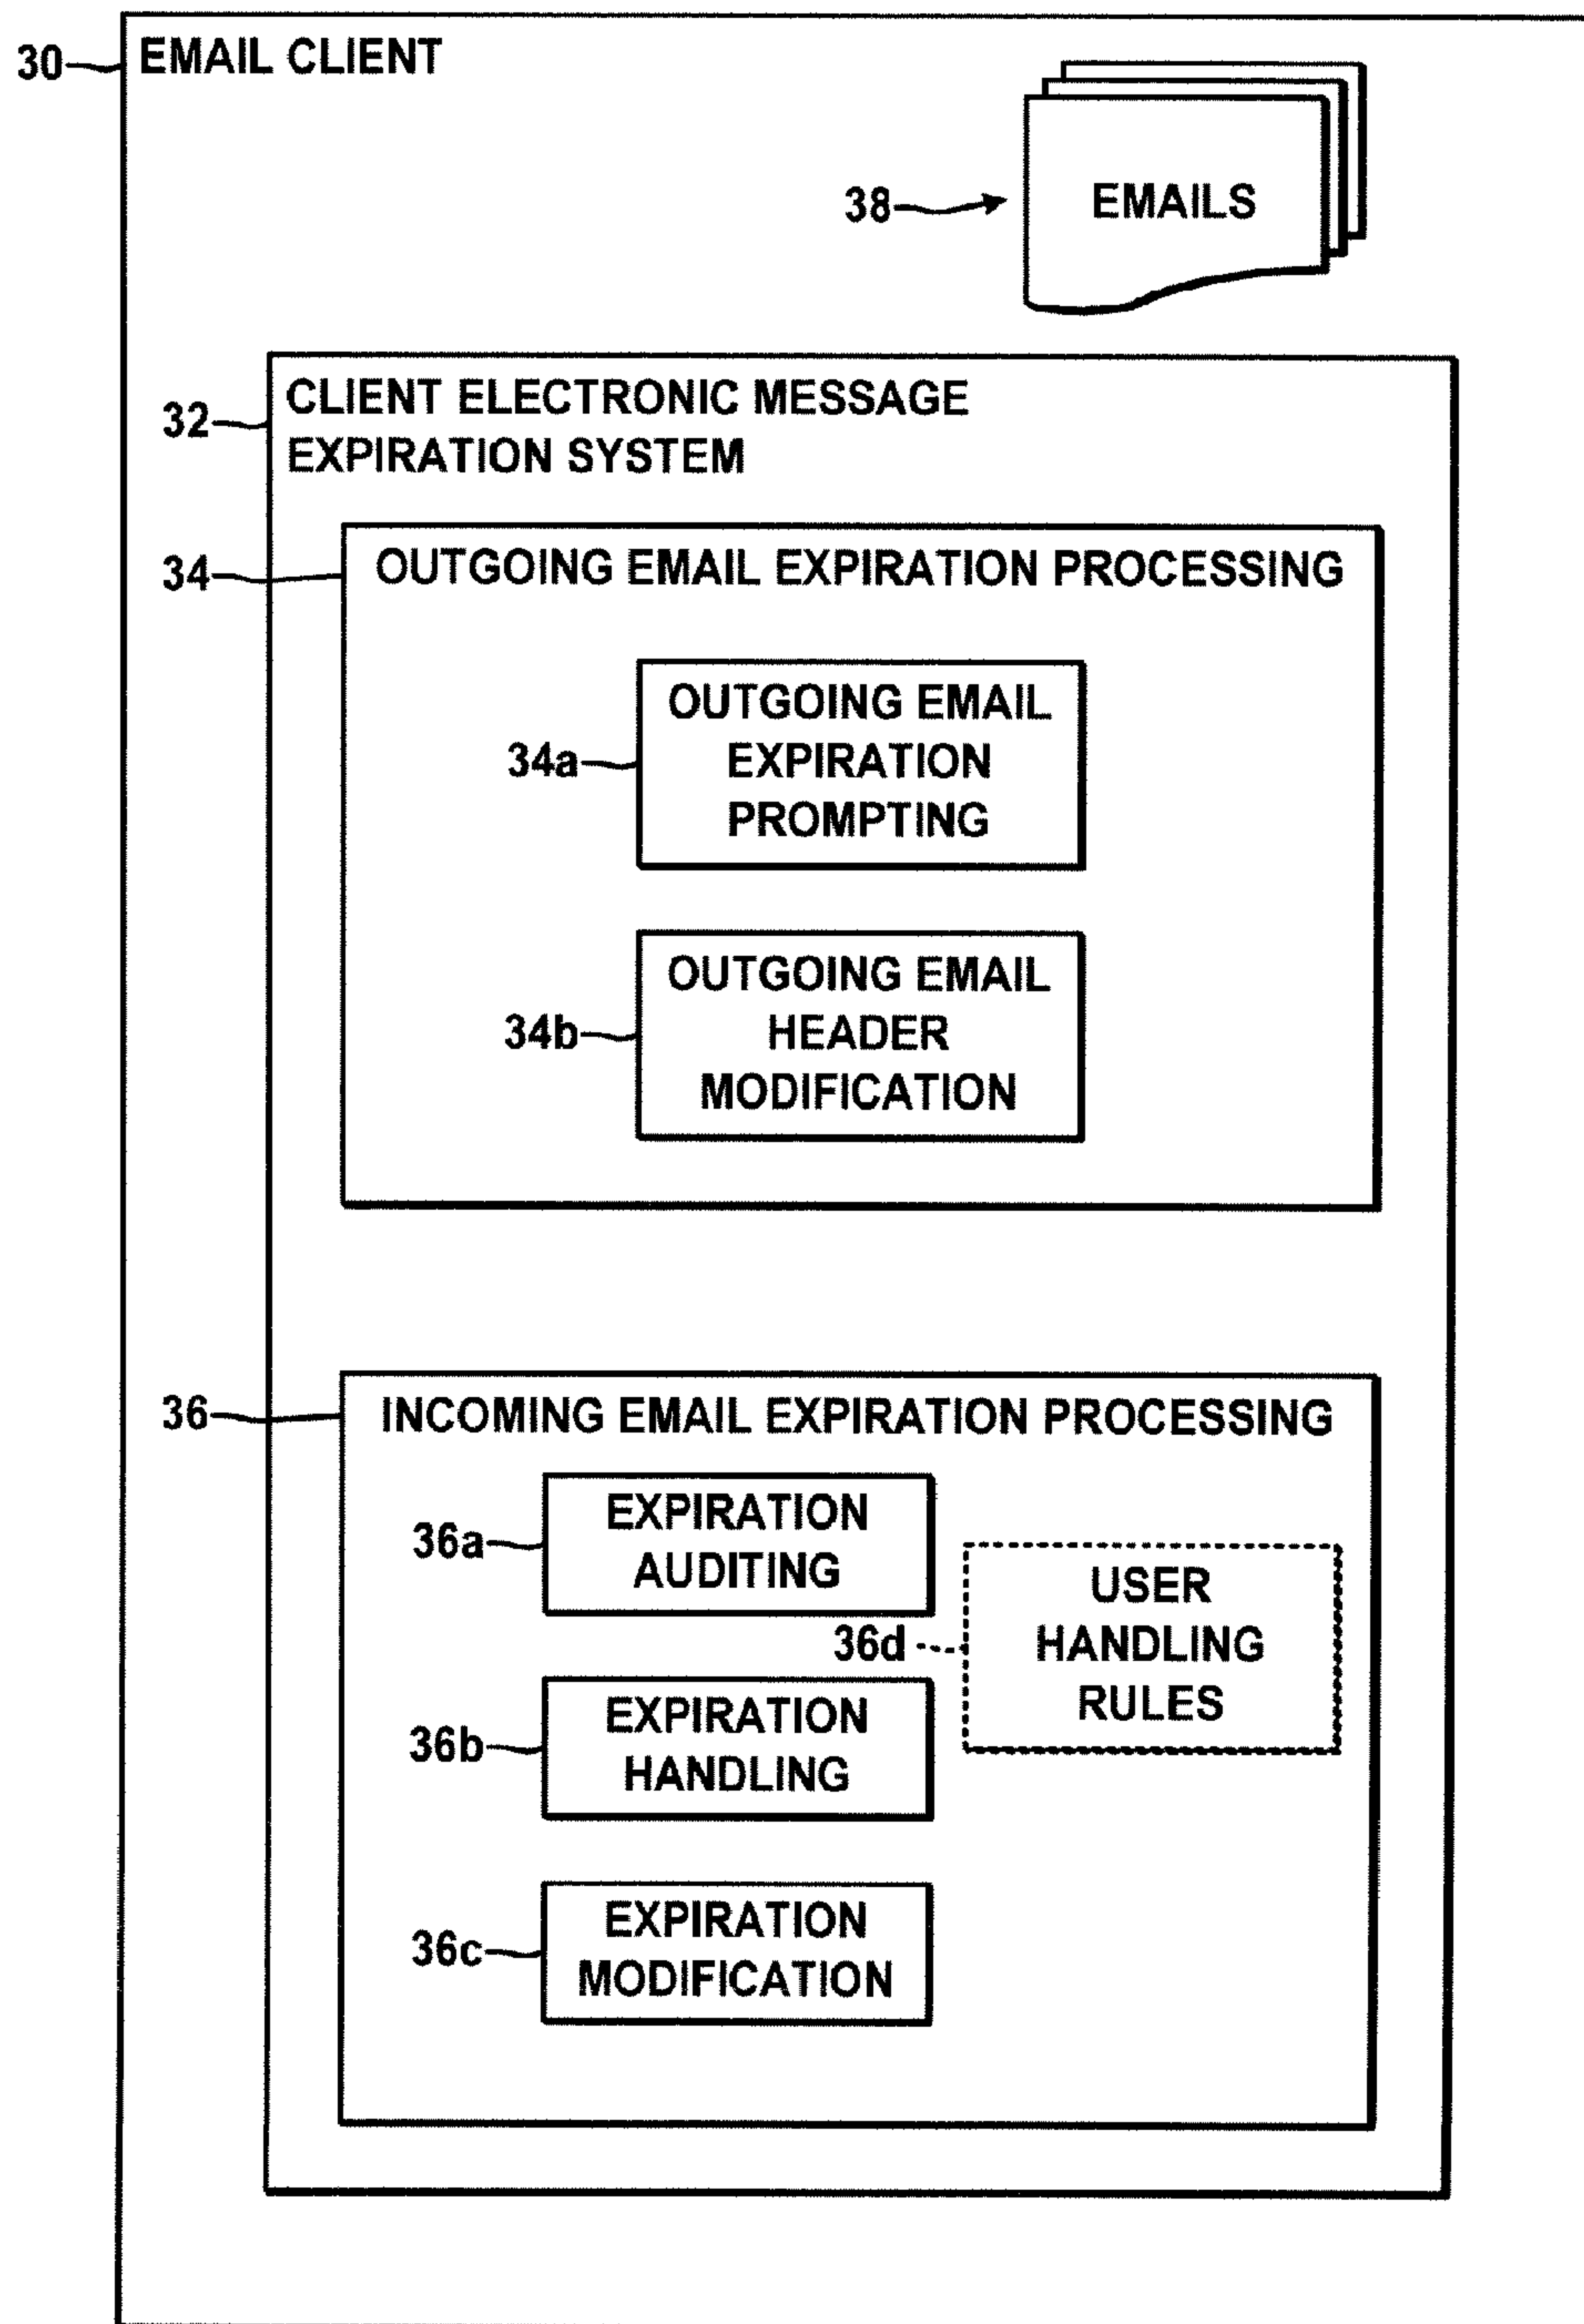 30 EMAIL CLIENT
38 EMAILS
32 CLIENT ELECTRONIC MESSAGE
EXPIRATION SYSTEM
34 OUTGOING EMAIL EXPIRATION PROCESSING
OUTGOING EMAIL
34a EXPIRATION
PROMPTING
OUTGOING EMAIL
34b HEADER
MODIFICATION
36 INCOMING EMAIL EXPIRATION PROCESSING
36a EXPIRATION
AUDITING
36d USER
HANDLING
RULES
36b EXPIRATION
HANDLING
36c EXPIRATION
MODIFICATION